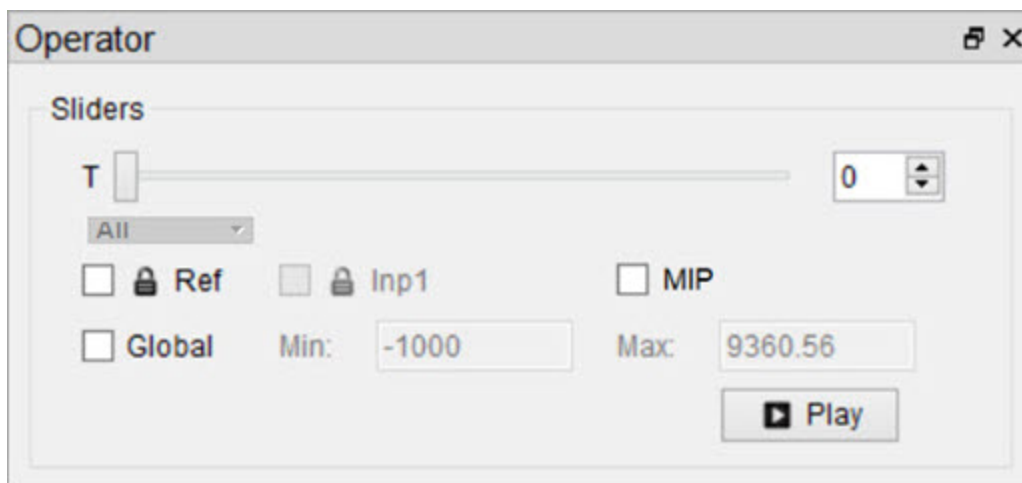 Operator
Sliders
T 0
All
Ref Inp1 MIP
Global Min: -1000 Max: 9360.56
Play